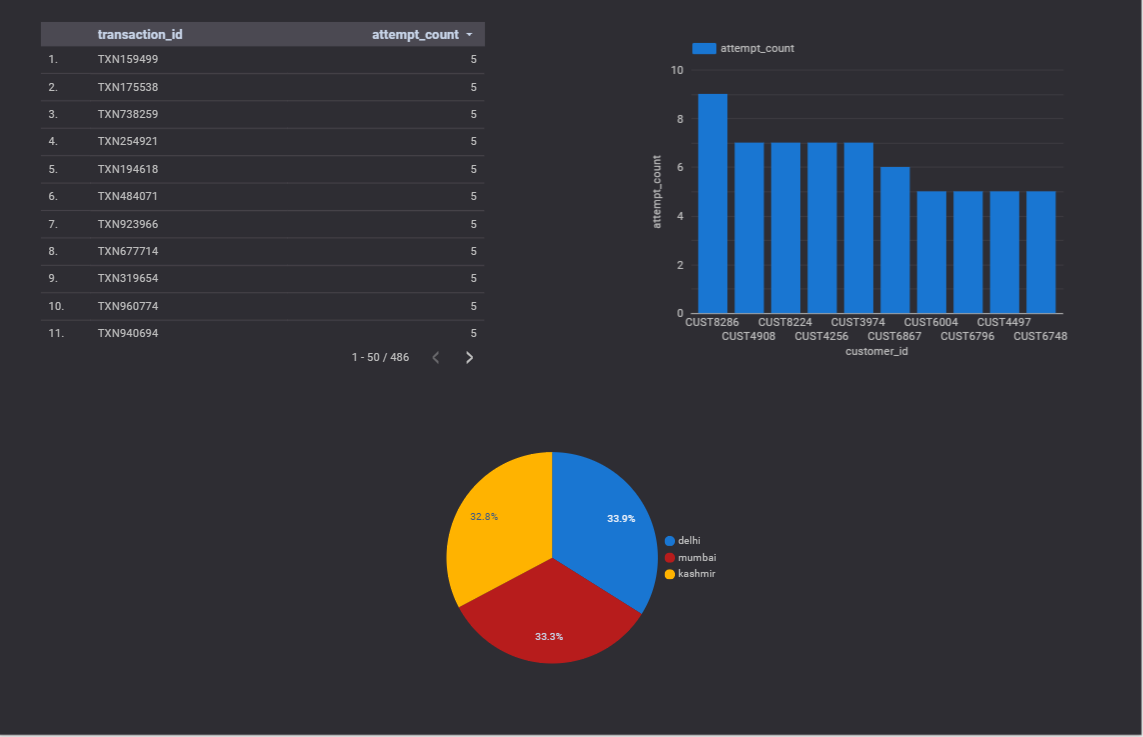 transaction_id attempt_count
1. TXN159499 5
2. TXN175538 5
3. TXN738259 5
4. TXN254921 5
5. TXN194618 5
6. TXN484071 5
7. TXN923966 5
8. TXN677714 5
9. TXN319654 5
10. TXN960774 5
11. TXN940694 5
1 - 50 / 486
attempt_count
10
8
6
4
2
0
attempt_count
CUST8286 CUST8224 CUST3974 CUST6004 CUST4497
CUST4908 CUST4256 CUST6867 CUST6796 CUST6748
customer_id
32.8%
33.9%
33.3%
delhi
mumbai
kashmir